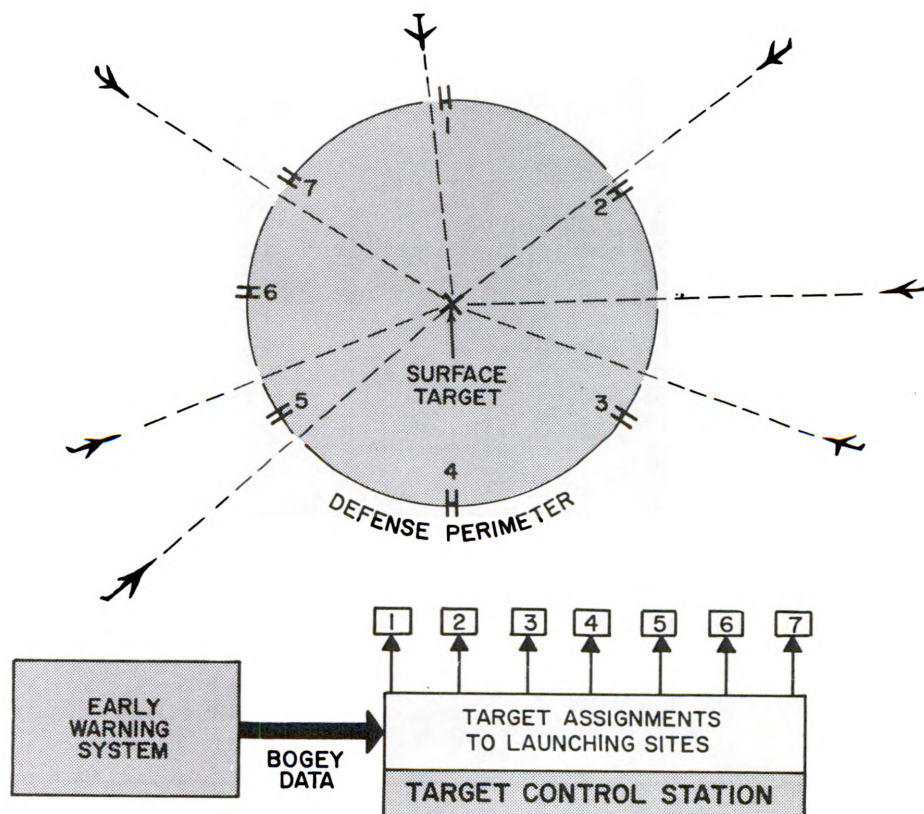 1
2
7
6
SURFACE
TARGET
5
3
4
DEFENSE PERIMETER
1 2 3 4 5 6 7
EARLY
WARNING
SYSTEM
BOGEY
DATA
TARGET ASSIGNMENTS
TO LAUNCHING SITES
TARGET CONTROL STATION